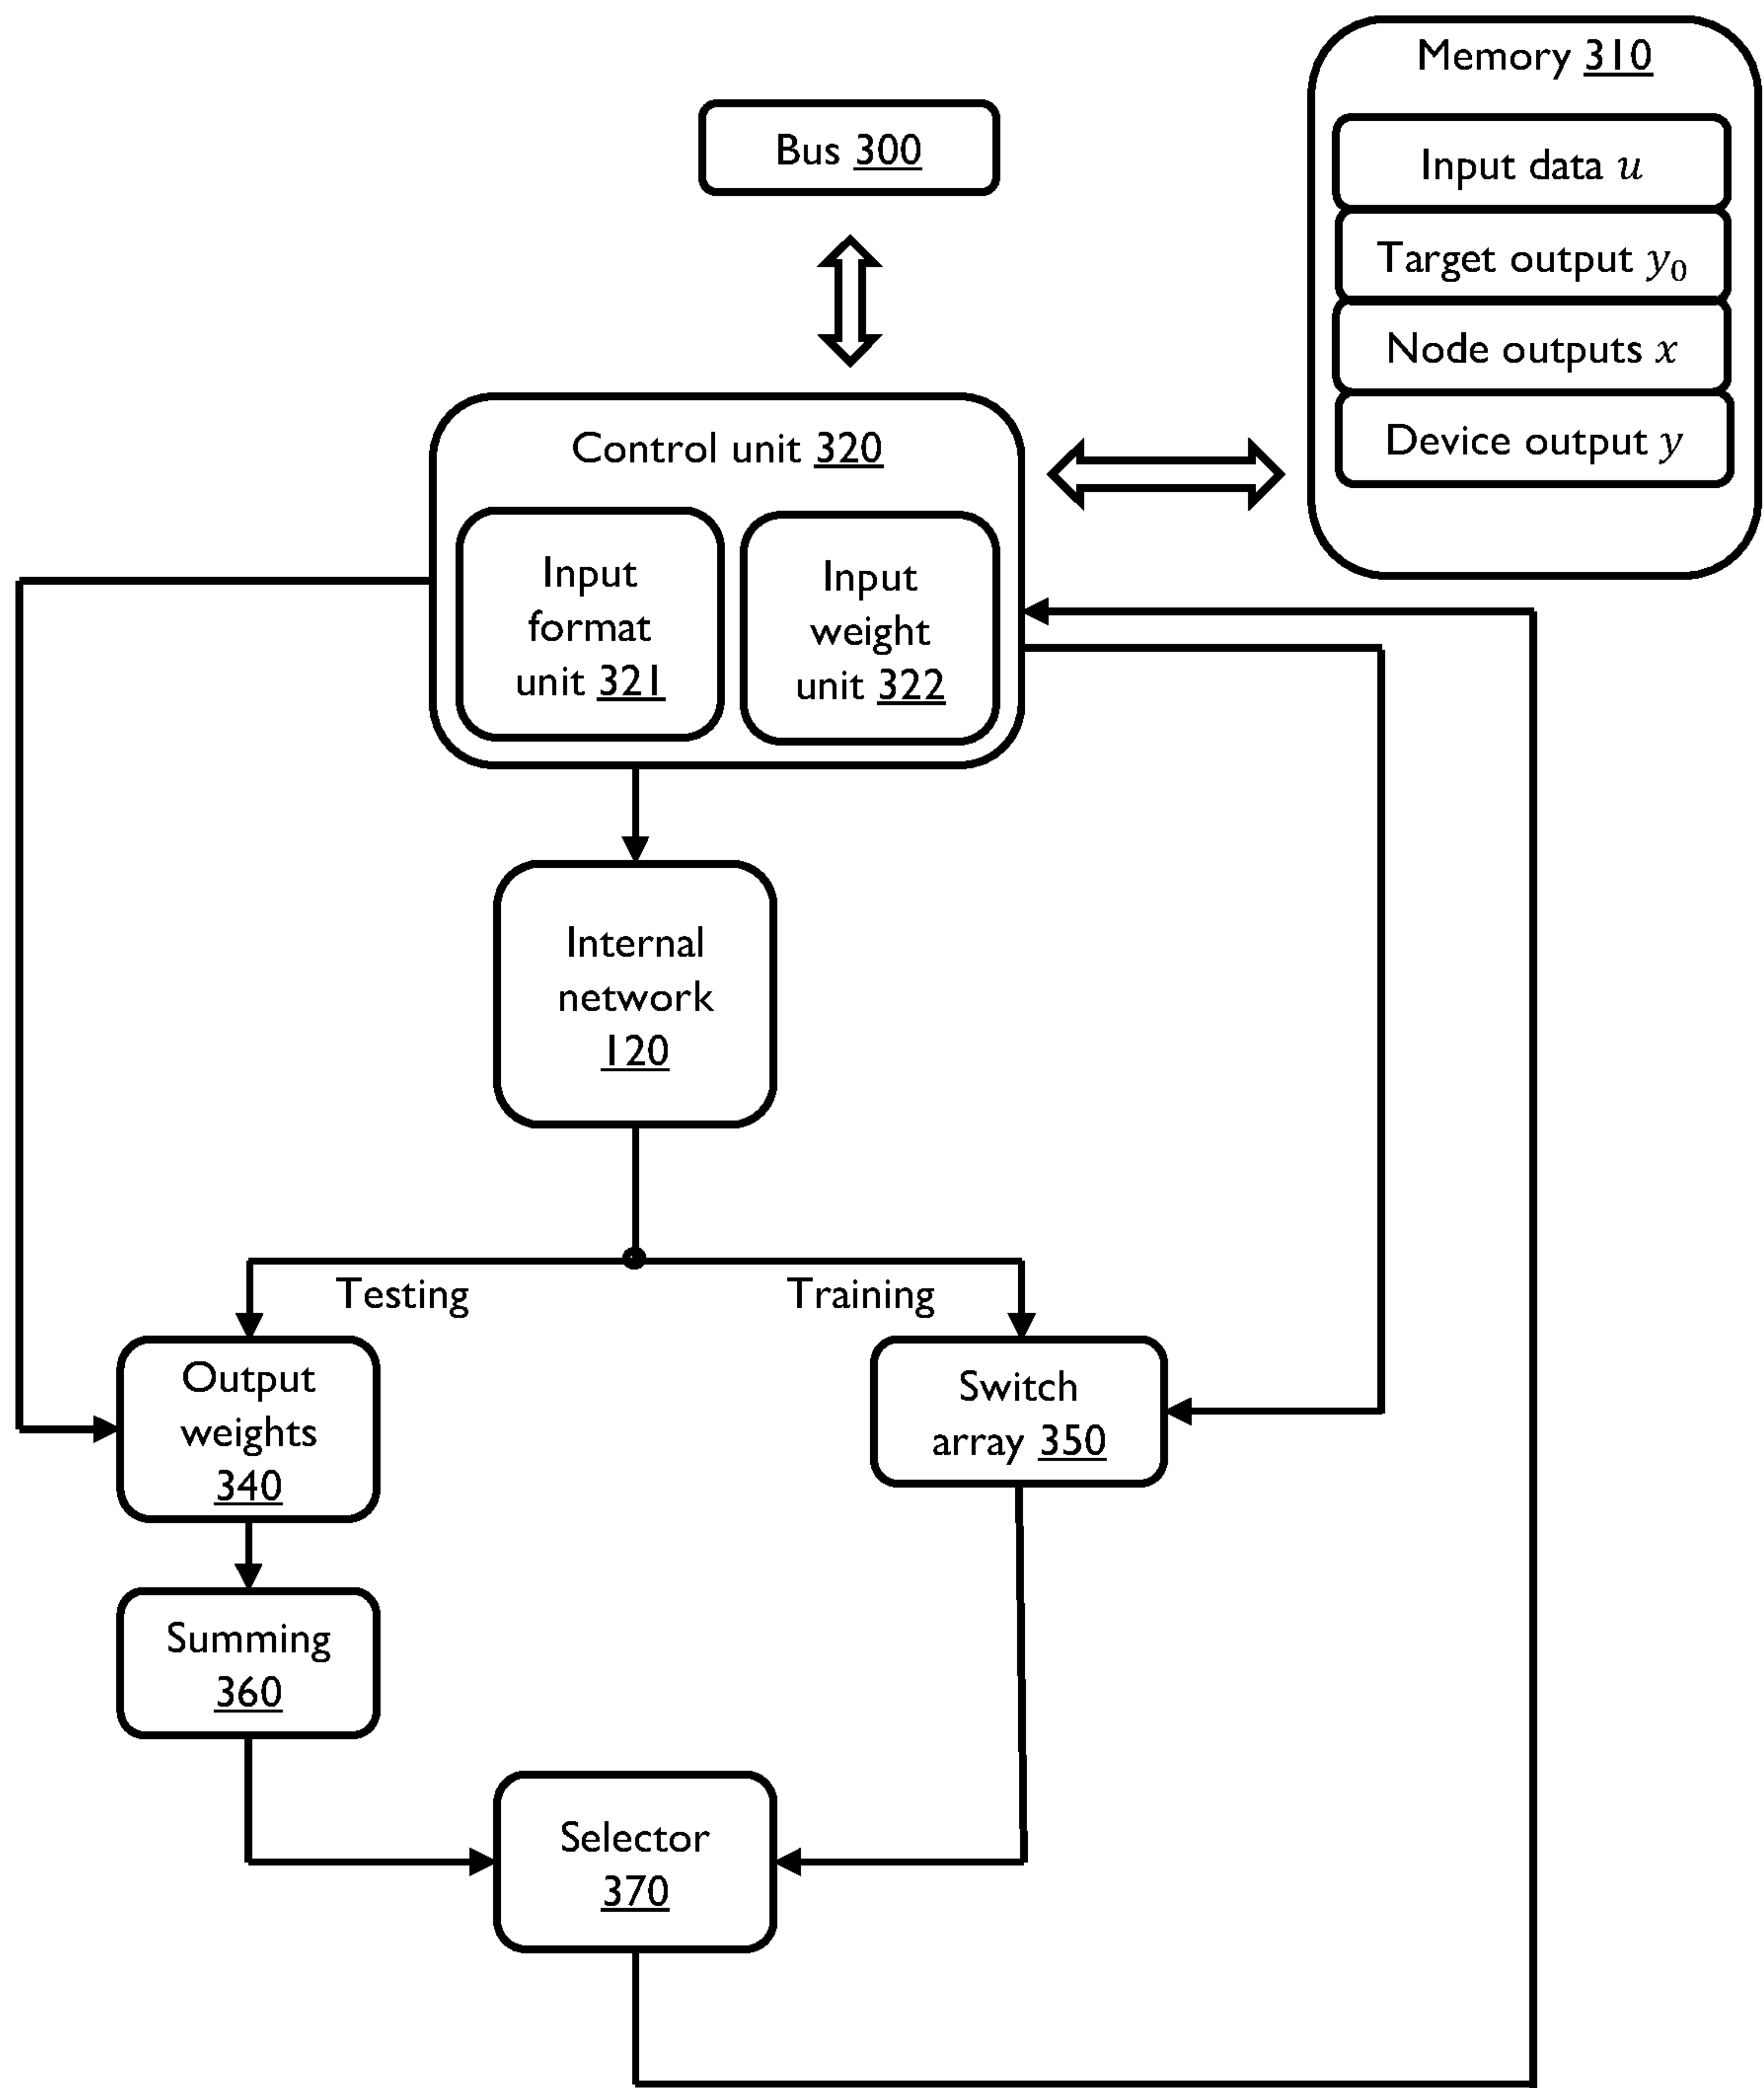 Memory 310
Bus 300
Input data u
Target output y₀
Node outputs x
Device output y
Control unit 320
Input
format
unit 321
Input
weight
unit 322
Internal
network
120
Testing
Training
Output
weights
340
Switch
array 350
Summing
360
Selector
370